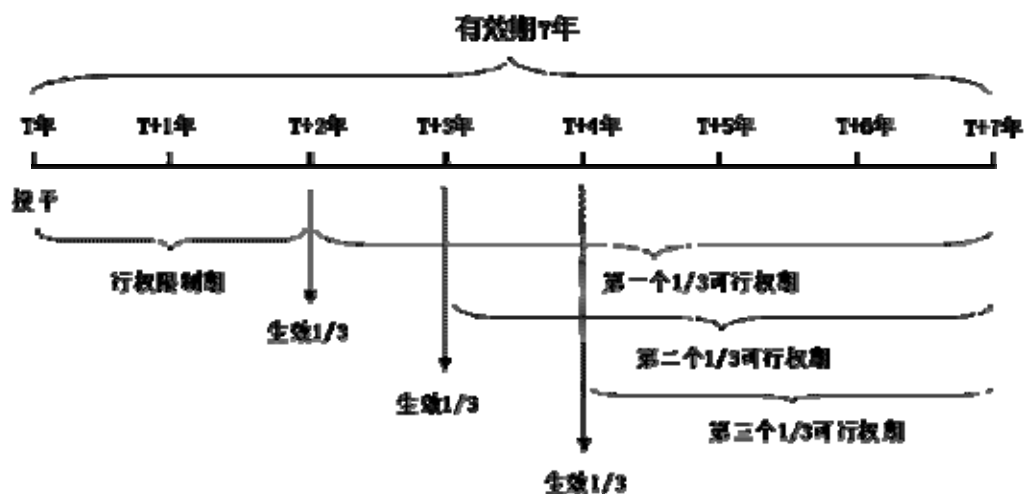 有效期7年
T年 T+1年 T+2年 T+3年 T+4年 T+5年 T+6年 T+7年
授予
行权限制期
第一个1/3可行权期
生效1/3
第二个1/3可行权期
生效1/3
第三个1/3可行权期
生效1/3